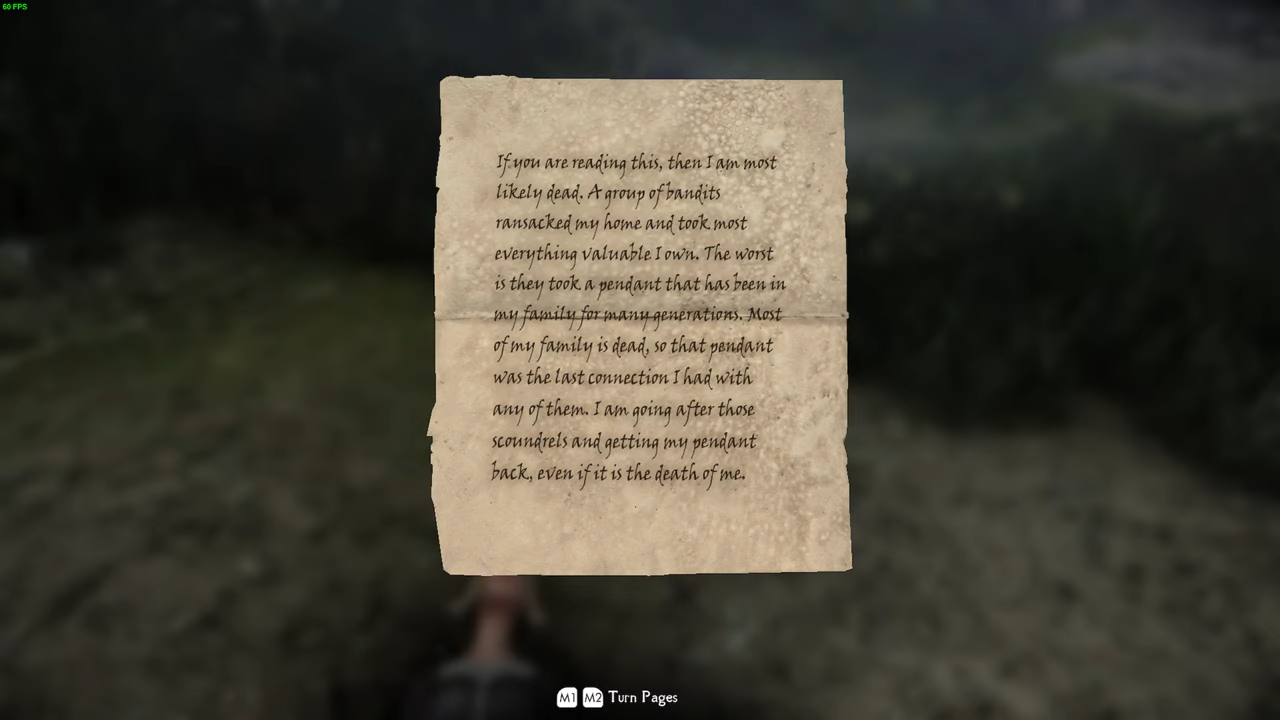 60 FPS
If you are reading this, then I am most
likely dead. A group of bandits
ransacked my home and took most
everything valuable I own. The worst
is they took a pendant that has been in
my family for many generations. Most
of my family is dead, so that pendant
was the last connection I had with
any of them. I am going after those
scoundrels and getting my pendant
back, even if it is the death of me.
M1 M2 Turn Pages